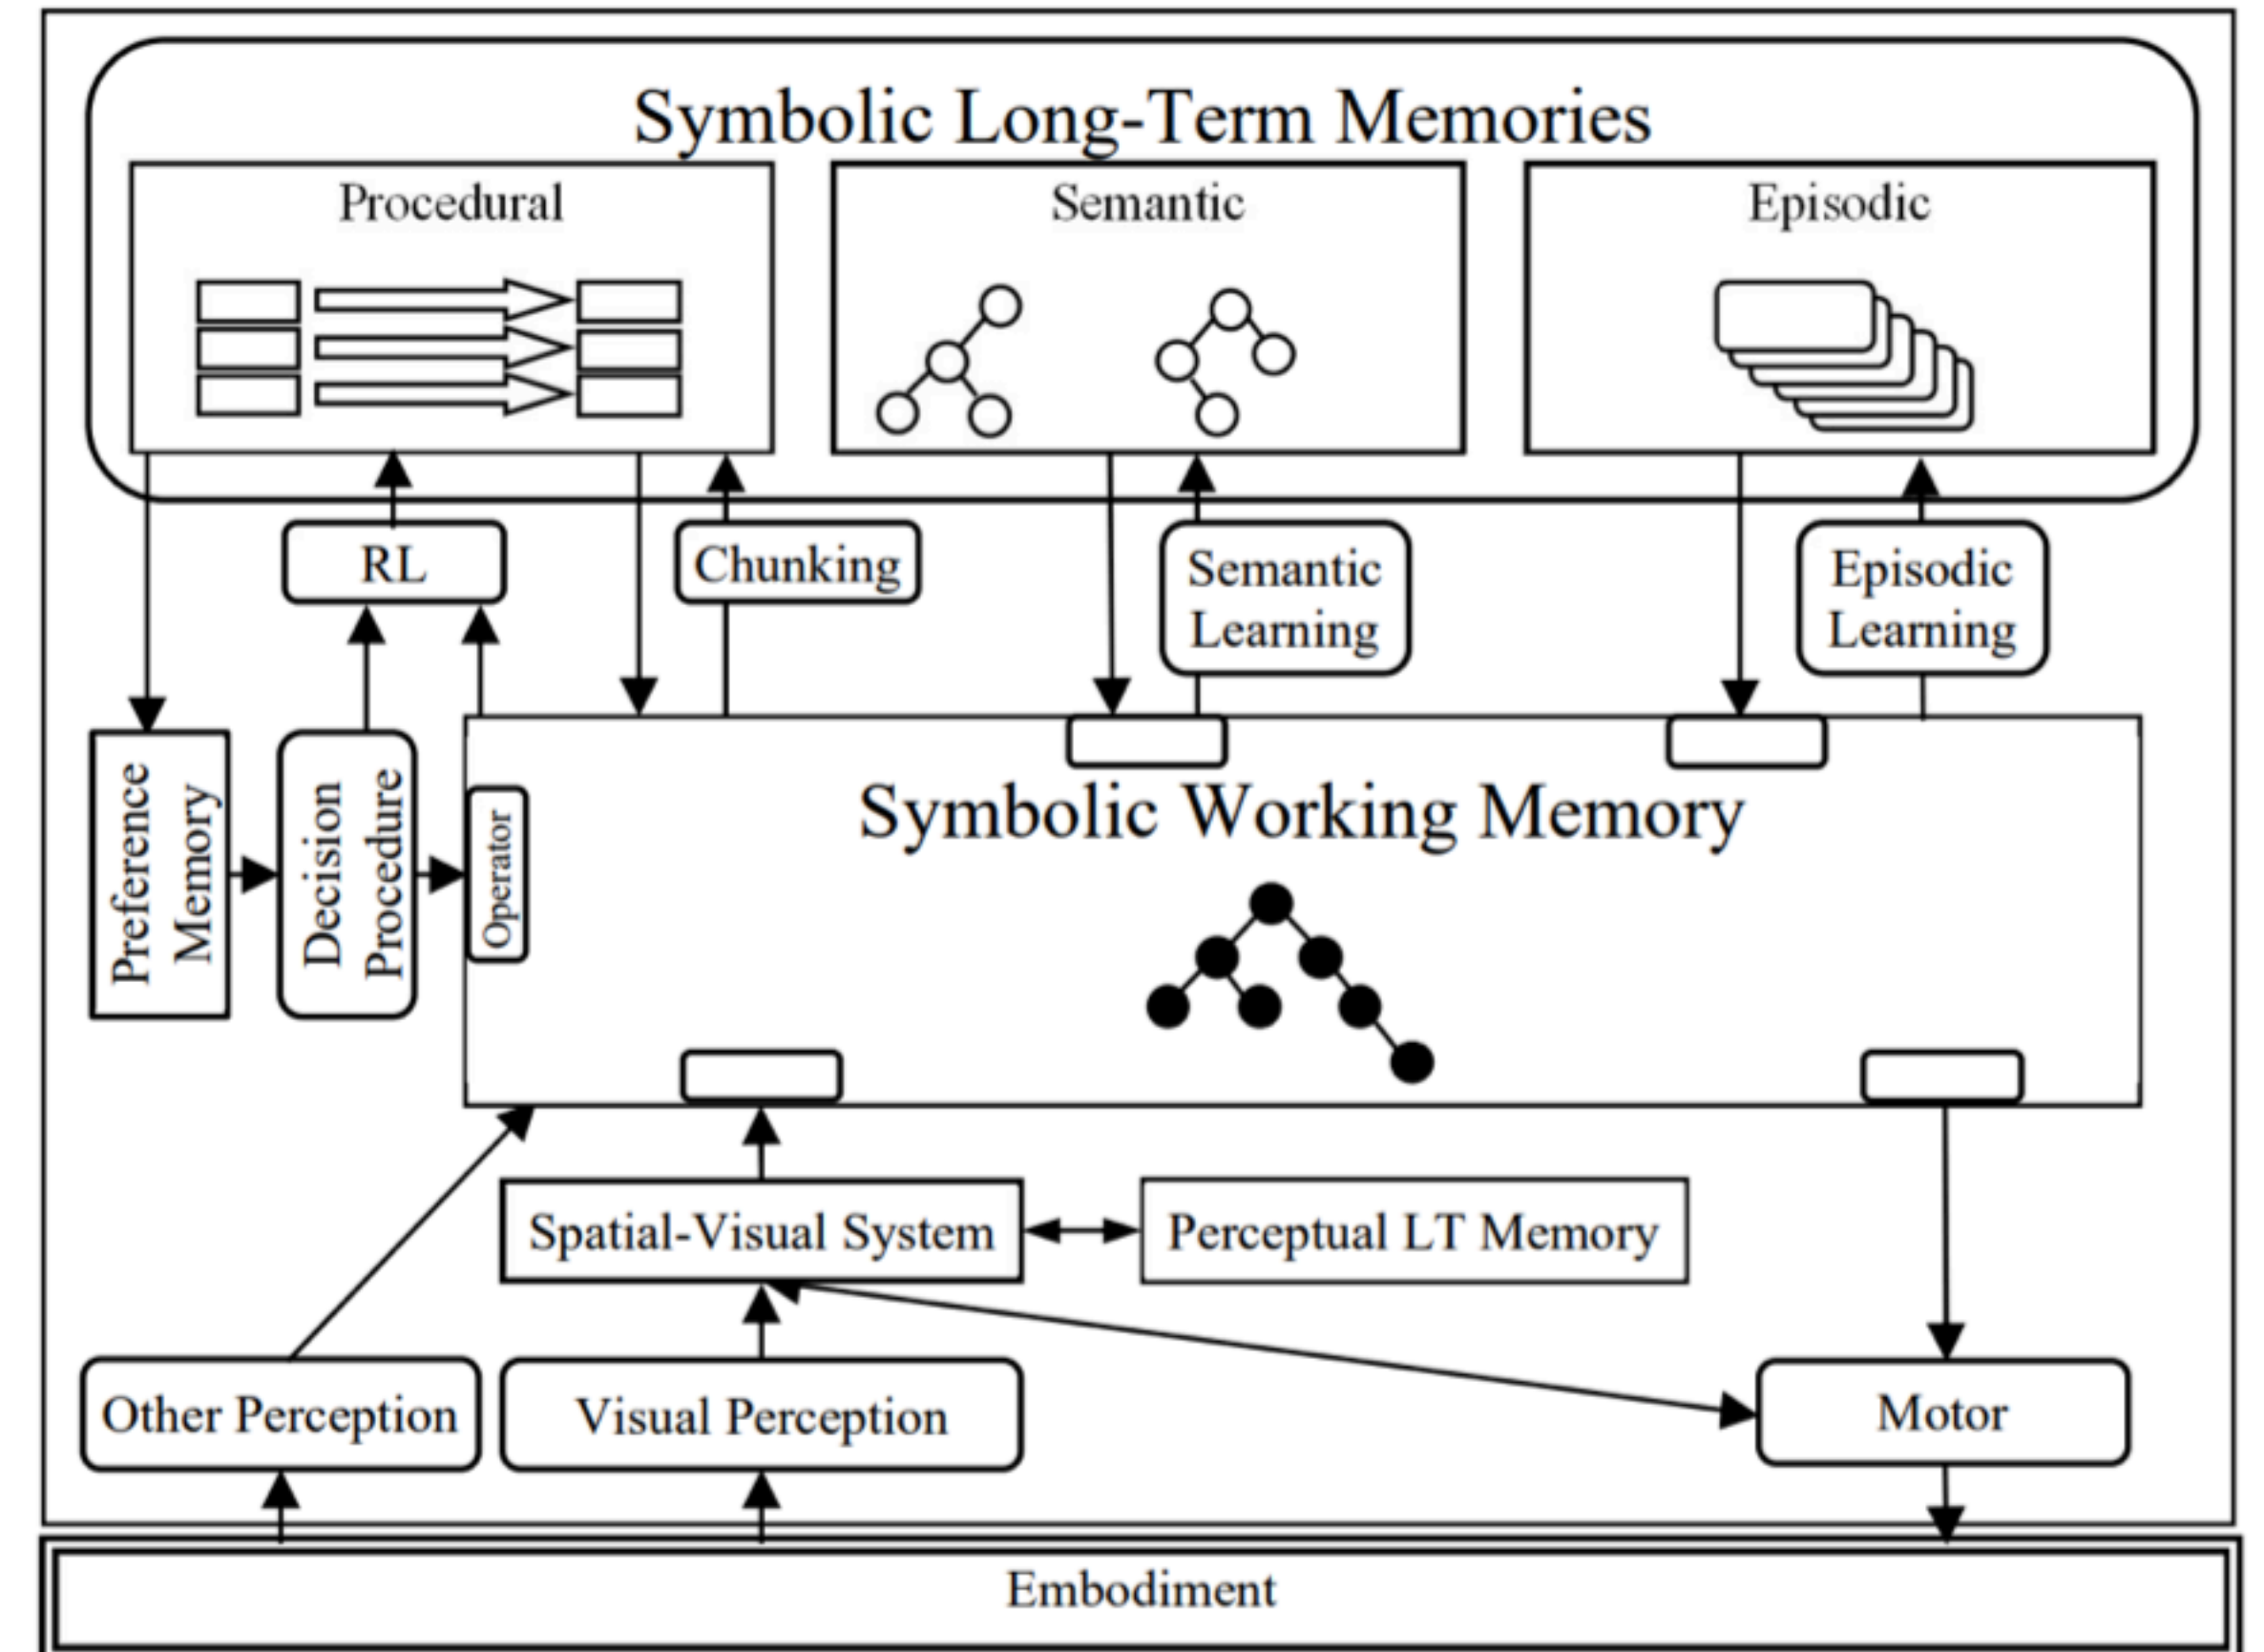 Symbolic Long-Term Memories
Procedural
Semantic
Episodic
RL
Chunking
Semantic
Learning
Episodic
Learning
Preference
Memory
Decision
Procedure
Operator
Symbolic Working Memory
Spatial-Visual System
Perceptual LT Memory
Other Perception
Visual Perception
Motor
Embodiment